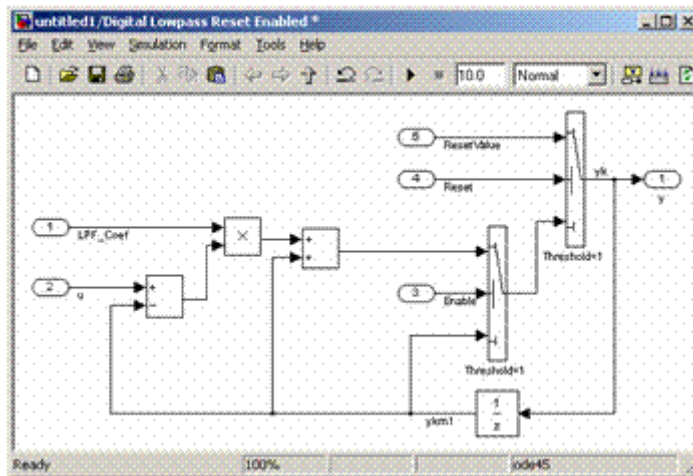 untitled1/Digital Lowpass Reset Enabled *
File Edit View Simulation Format Tools Help
10.0 Normal
5
ResetValue
4
Reset
yk
1
y
1
LPF_Coef
×
+
+
Threshold=1
2
u
+
−
3
Enable
Threshold=1
ykm1
1
z
Ready 100% ode45